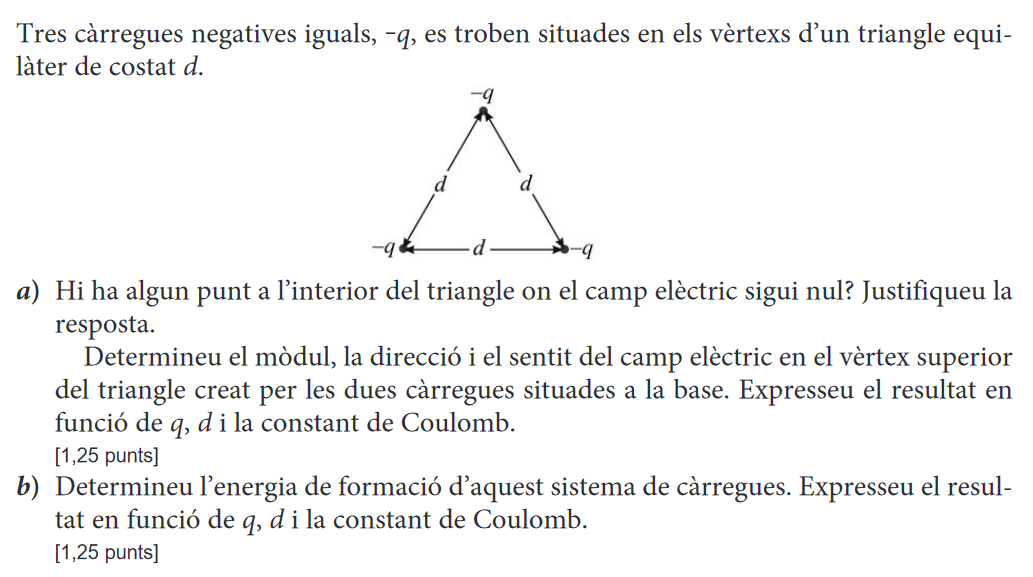 Tres càrregues negatives iguals, –q, es troben situades en els vèrtexs d’un triangle equi-
làter de costat d.
–q
d
d
–q
d
–q
a) Hi ha algun punt a l’interior del triangle on el camp elèctric sigui nul? Justifiqueu la
resposta.
Determineu el mòdul, la direcció i el sentit del camp elèctric en el vèrtex superior
del triangle creat per les dues càrregues situades a la base. Expresseu el resultat en
funció de q, d i la constant de Coulomb.
[1,25 punts]
b) Determineu l’energia de formació d’aquest sistema de càrregues. Expresseu el resul-
tat en funció de q, d i la constant de Coulomb.
[1,25 punts]